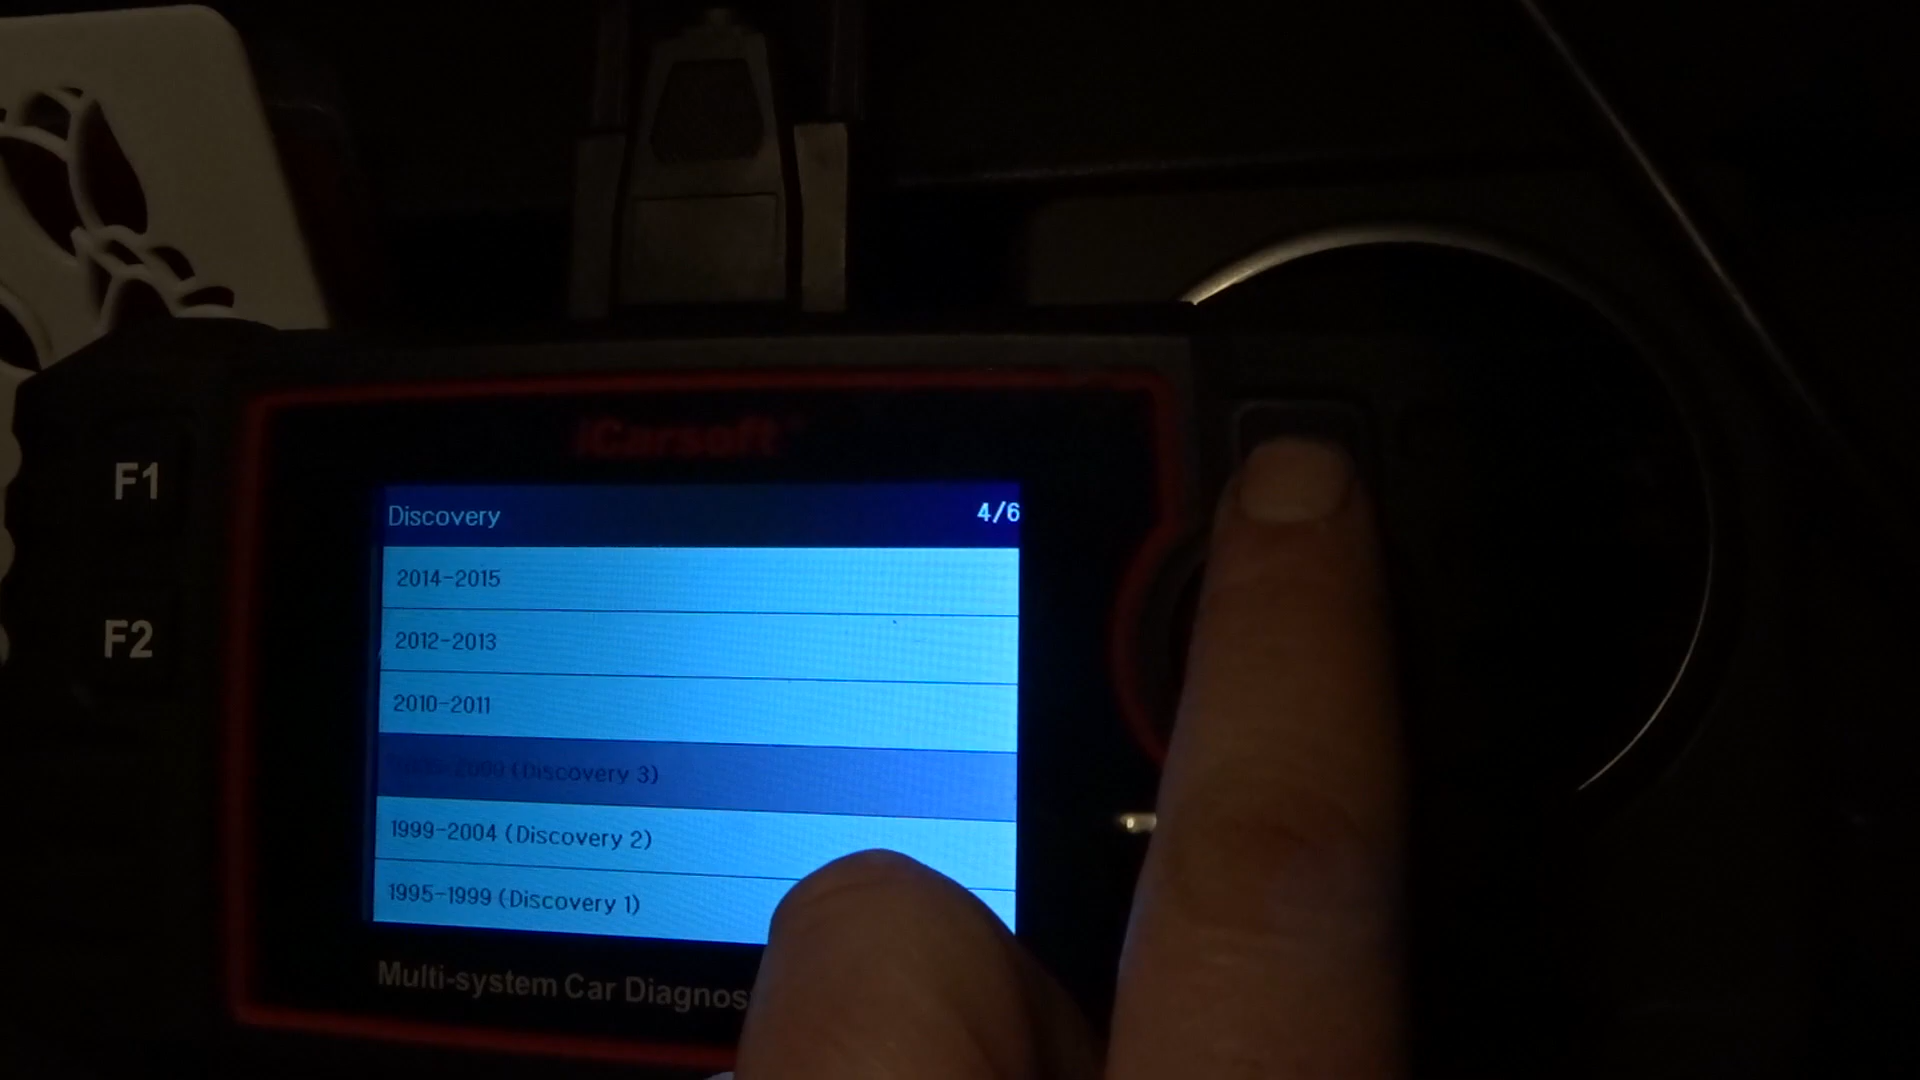 iCarsoft
F1
F2
Discovery 4/6
2014-2015
2012-2013
2010-2011
(Discovery 3)
1999-2004 (Discovery 2)
1995-1999 (Discovery 1)
Multi-system Car